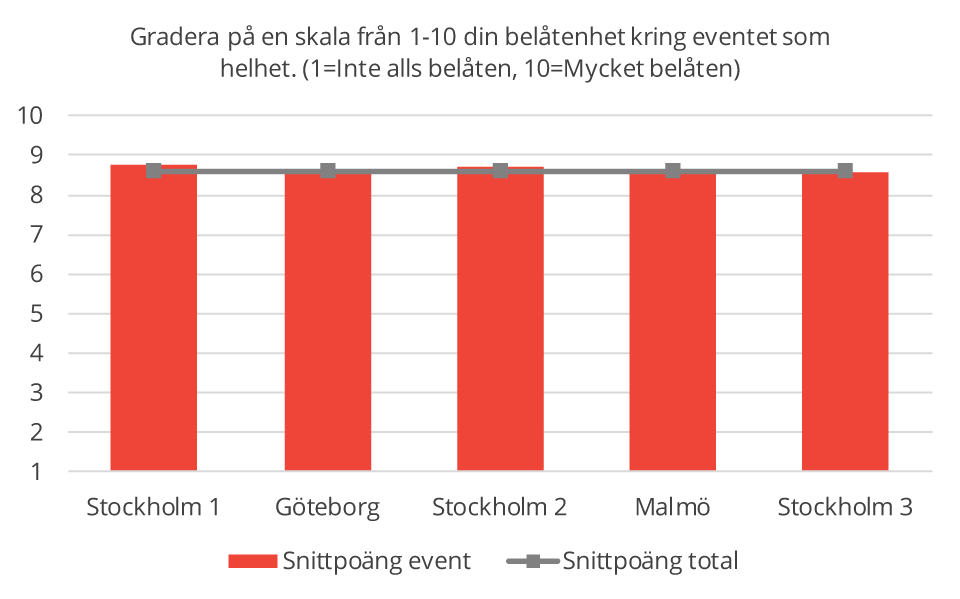 Gradera på en skala från 1-10 din belåtenhet kring eventet som
helhet. (1=Inte alls belåten, 10=Mycket belåten)
10
9
8
7
6
5
4
3
2
1
Stockholm 1 Göteborg Stockholm 2 Malmö Stockholm 3
Snittpoäng event Snittpoäng total